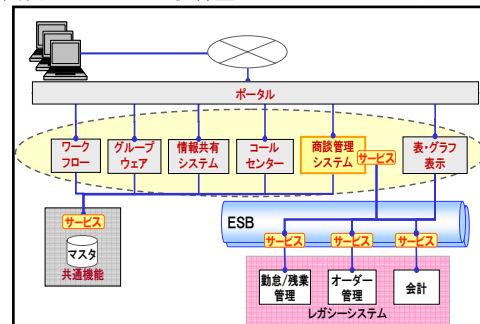 ポータル
ワーク
フロー
グループ
ウェア
情報共有
システム
コール
センター
商談管理
システム
サービス
表・グラフ
表示
サービス
マスタ
共通機能
ESB
サービス
サービス
サービス
勤怠/残業
管理
オーダー
管理
会計
レガシーシステム